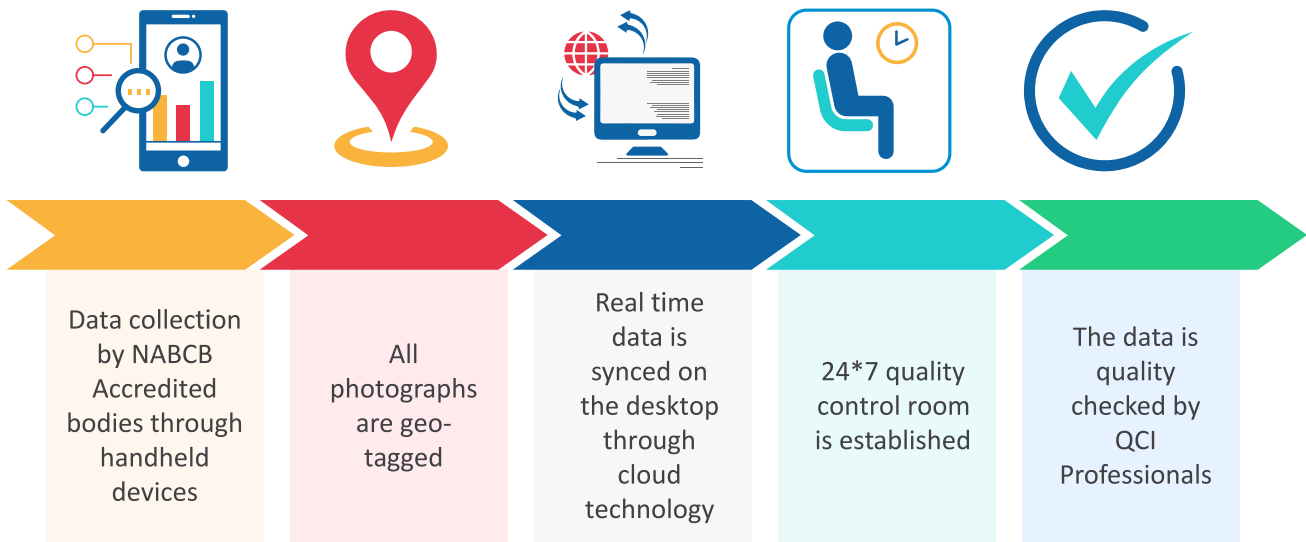 Data collection
by NABCB
Accredited
bodies through
handheld
devices
All
photographs
are geo-
tagged
Real time
data is
synced on
the desktop
through
cloud
technology
24*7 quality
control room
is established
The data is
quality
checked by
QCI
Professionals